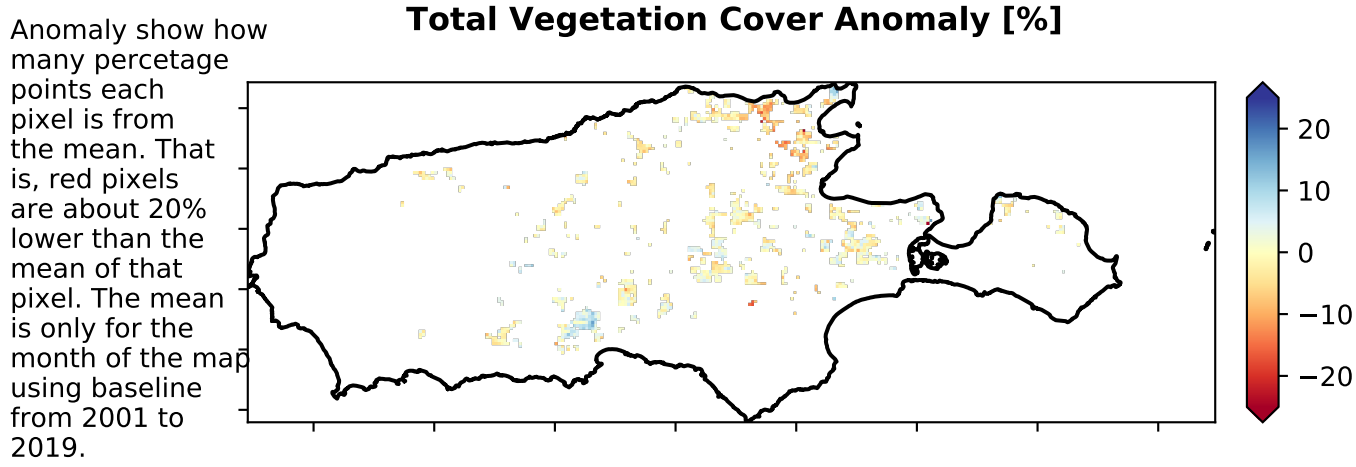 Total Vegetation Cover Anomaly [%]
Anomaly show how
many percetage
points each
pixel is from
the mean. That
is, red pixels
are about 20%
lower than the
mean of that
pixel. The mean
is only for the
month of the map
using baseline
from 2001 to
2019.
20
10
0
−10
−20